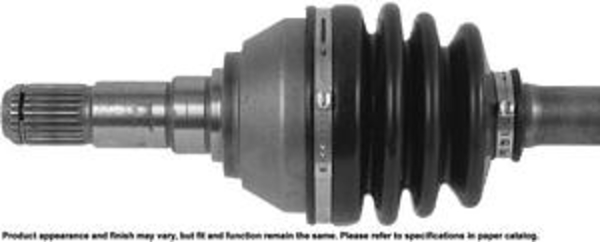 Product appearance and finish may vary, but fit and function remain the same. Please refer to specifications in paper catalog.